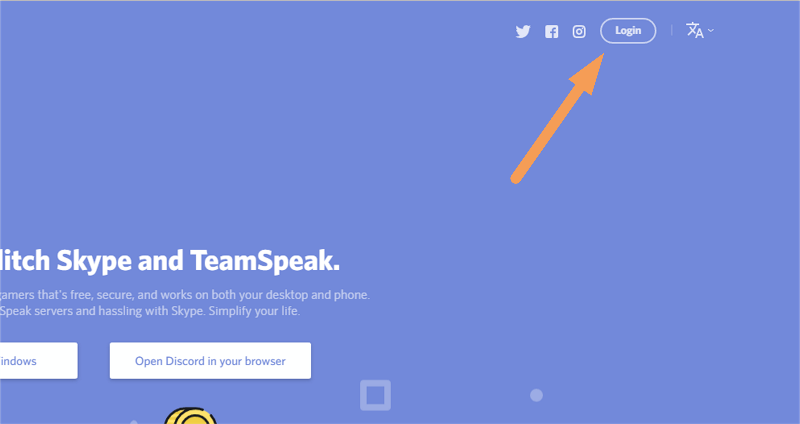 Login
litch Skype and TeamSpeak.
gamers that's free, secure, and works on both your desktop and phone.
Speak servers and hassling with Skype. Simplify your life.
indows
Open Discord in your browser